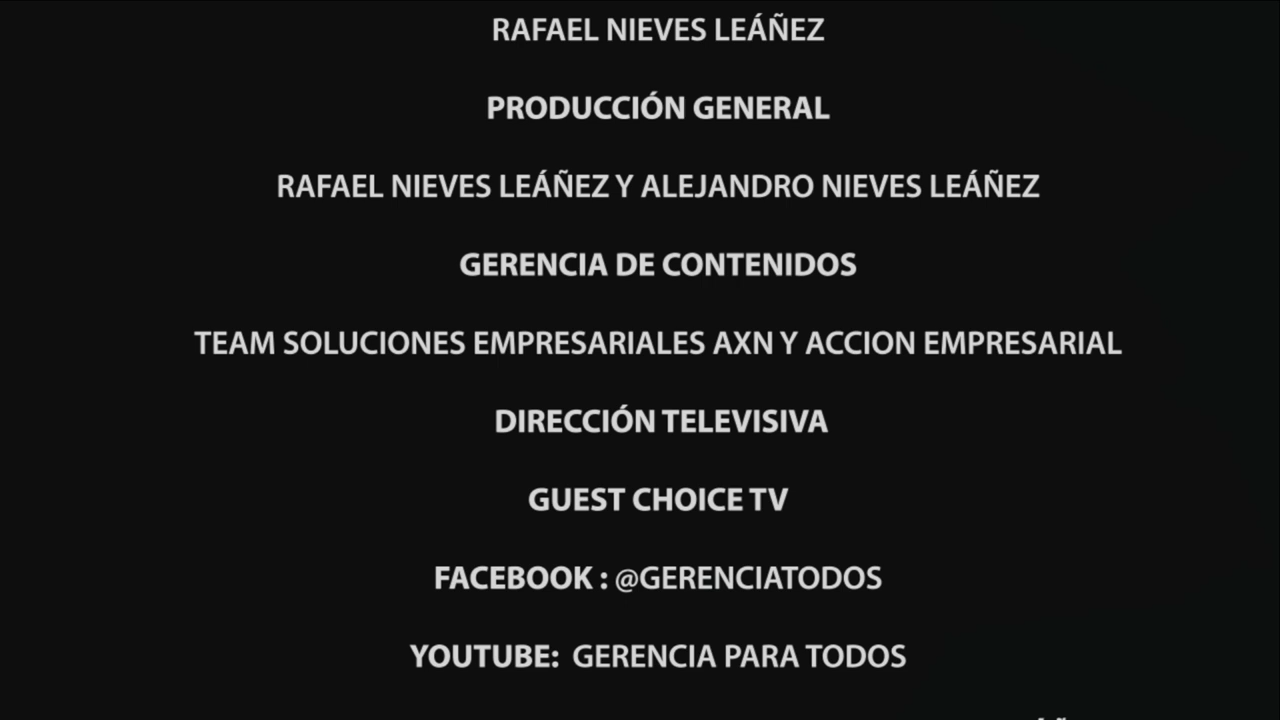 RAFAEL NIEVES LEÁÑEZ
PRODUCCIÓN GENERAL
RAFAEL NIEVES LEÁÑEZ Y ALEJANDRO NIEVES LEÁÑEZ
GERENCIA DE CONTENIDOS
TEAM SOLUCIONES EMPRESARIALES AXN Y ACCION EMPRESARIAL
DIRECCIÓN TELEVISIVA
GUEST CHOICE TV
FACEBOOK : @GERENCIATODOS
YOUTUBE: GERENCIA PARA TODOS